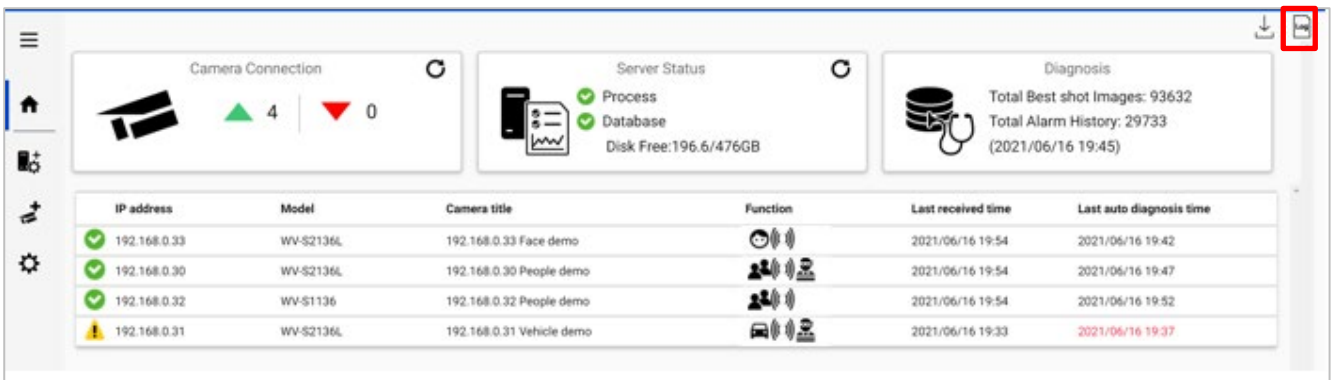 Camera Connection
4 0
Server Status
Process
Database
Disk Free:196.6/476GB
Diagnosis
Total Best shot Images: 93632
Total Alarm History: 29733
(2021/06/16 19:45)
IP address Model Camera title Function Last received time Last auto diagnosis time
192.168.0.33 WV-S2136L 192.168.0.33 Face demo 2021/06/16 19:54 2021/06/16 19:42
192.168.0.30 WV-S2136L 192.168.0.30 People demo 2021/06/16 19:54 2021/06/16 19:47
192.168.0.32 WV-S1136 192.168.0.32 People demo 2021/06/16 19:54 2021/06/16 19:52
192.168.0.31 WV-S2136L 192.168.0.31 Vehicle demo 2021/06/16 19:33 2021/06/16 19:37